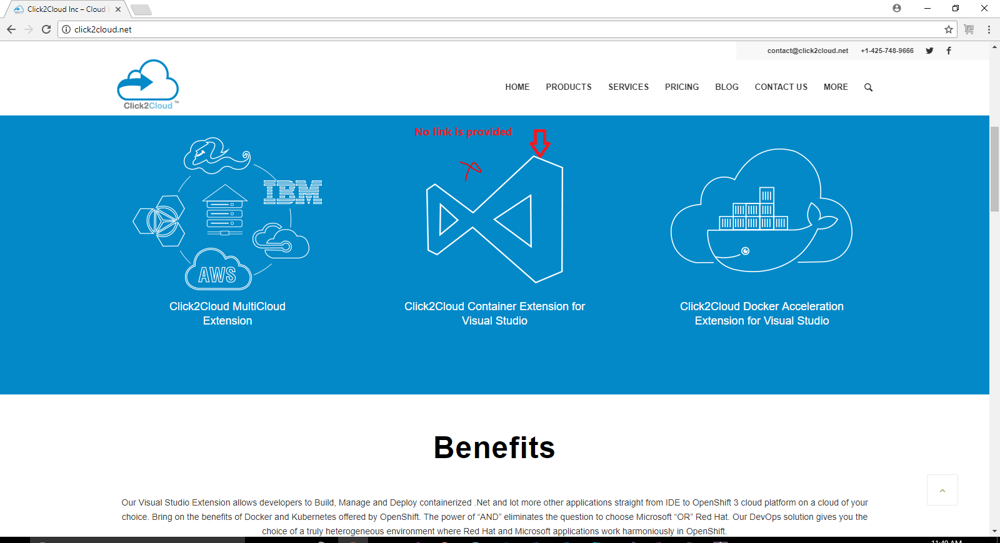 Click2Cloud Inc – Cloud
click2cloud.net
contact@click2cloud.net +1-425-748-9666
Click2Cloud ™
HOME PRODUCTS SERVICES PRICING BLOG CONTACT US MORE
No link is provided
IBM
AWS
Click2Cloud MultiCloud
Extension
Click2Cloud Container Extension for
Visual Studio
Click2Cloud Docker Acceleration
Extension for Visual Studio
Benefits
Our Visual Studio Extension allows developers to Build, Manage and Deploy containerized .Net and lot more other applications straight from IDE to OpenShift 3 cloud platform on a cloud of your
choice. Bring on the benefits of Docker and Kubernetes offered by OpenShift. The power of “AND” eliminates the question to choose Microsoft “OR” Red Hat. Our DevOps solution gives you the
choice of a truly heterogeneous environment where Red Hat and Microsoft applications work harmoniously in OpenShift.